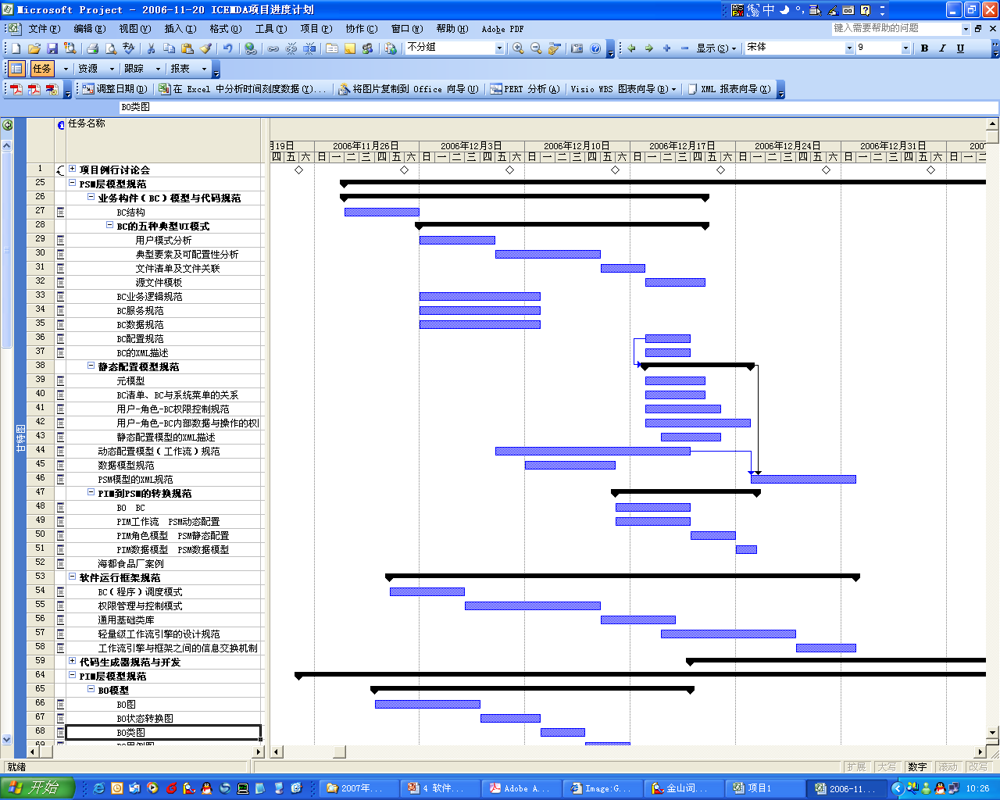 Microsoft Project - 2006-11-20 ICEMDA项目进度计划
文件(F) 编辑(E) 视图(V) 插入(I) 格式(O) 工具(T) 项目(P) 协作(C) 窗口(W) 帮助(H) Adobe PDF 键入需要帮助的问题
不分组 显示(S) 宋体 9 B I U
任务 资源 跟踪 报表
调整日期(D) 在 Excel 中分析时间刻度数据(Y)... 将图片复制到 Office 向导(U) PERT 分析(A) Visio WBS 图表向导(B) XML 报表向导(X)
BO类图
任务名称
月19日 2006年11月26日 2006年12月3日 2006年12月10日 2006年12月17日 2006年12月24日 2006年12月31日 200
四 五 六 日 一 二 三 四 五 六 日 一 二 三 四 五 六 日 一 二 三 四 五 六 日 一 二 三 四 五 六 日 一 二 三 四 五 六 日 一 二 三 四 五 六 日 一 二
1 项目例行讨论会
25 PSM层模型规范
26 业务构件(BC)模型与代码规范
27 BC结构
28 BC的五种典型UI模式
29 用户模式分析
30 典型要素及可配置性分析
31 文件清单及文件关联
32 源文件模板
33 BC业务逻辑规范
34 BC服务规范
35 BC数据规范
36 BC配置规范
37 BC的XML描述
38 静态配置模型规范
39 元模型
40 BC清单、BC与系统菜单的关系
41 用户-角色-BC权限控制规范
42 用户-角色-BC内部数据与操作的权
43 静态配置模型的XML描述
44 动态配置模型(工作流)规范
45 数据模型规范
46 PSM模型的XML规范
47 PIM到PSM的转换规范
48 BO BC
49 PIM工作流 PSM动态配置
50 PIM角色模型 PSM静态配置
51 PIM数据模型 PSM数据模型
52 海都食品厂案例
53 软件运行框架规范
54 BC(程序)调度模式
55 权限管理与控制模式
56 通用基础类库
57 轻量级工作流引擎的设计规范
58 工作流引擎与框架之间的信息交换机制
59 代码生成器规范与开发
64 PIM层模型规范
65 BO模型
66 BO图
67 BO状态转换图
68 BO类图
69 BO用例图
甘特图
就绪 扩展 大写 数字 滚动 改写
开始 2007年... 4 软件... Adobe A... Image:G... 金山词... 项目1 2006-11... 10:26